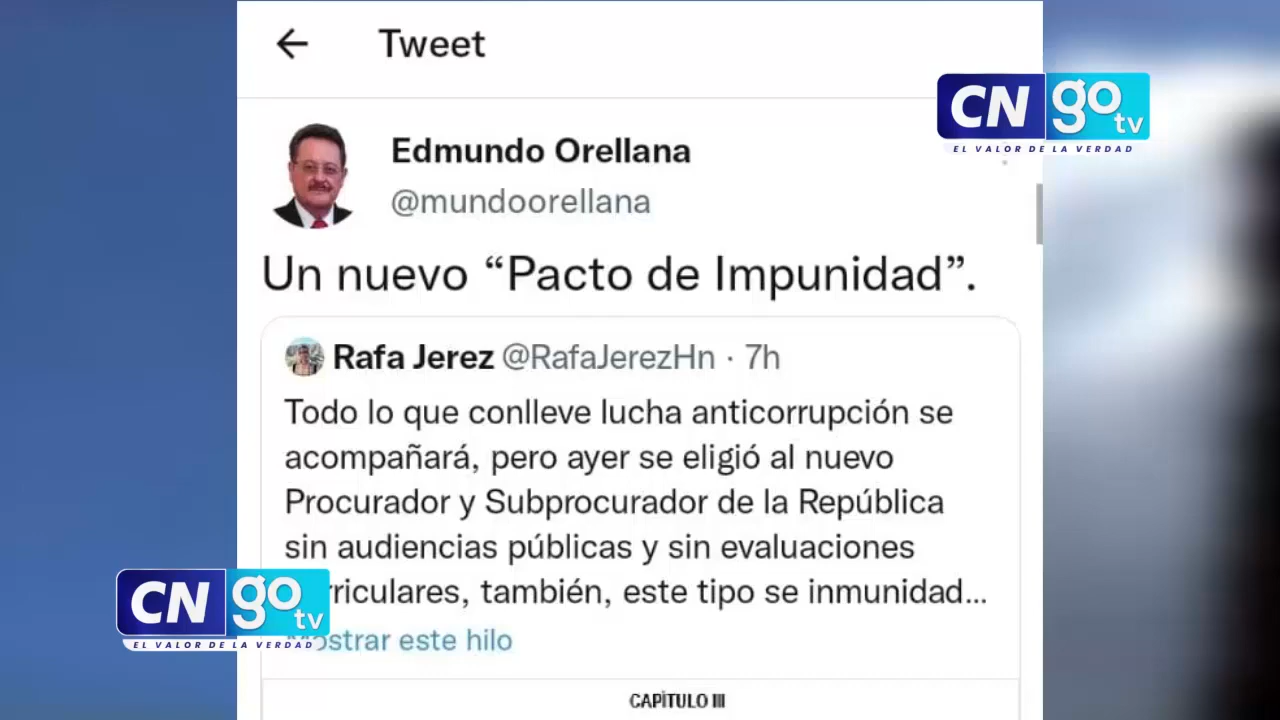 Tweet
CN go tv
EL VALOR DE LA VERDAD
Edmundo Orellana
@mundoorellana
Un nuevo “Pacto de Impunidad”.
Rafa Jerez @RafaJerezHn · 7h
Todo lo que conlleve lucha anticorrupción se
acompañará, pero ayer se eligió al nuevo
Procurador y Subprocurador de la República
sin audiencias públicas y sin evaluaciones
rriculares, también, este tipo se inmunidad...
CN go tv
EL VALOR DE LA VERDAD
ostrar este hilo
CAPÍTULO III